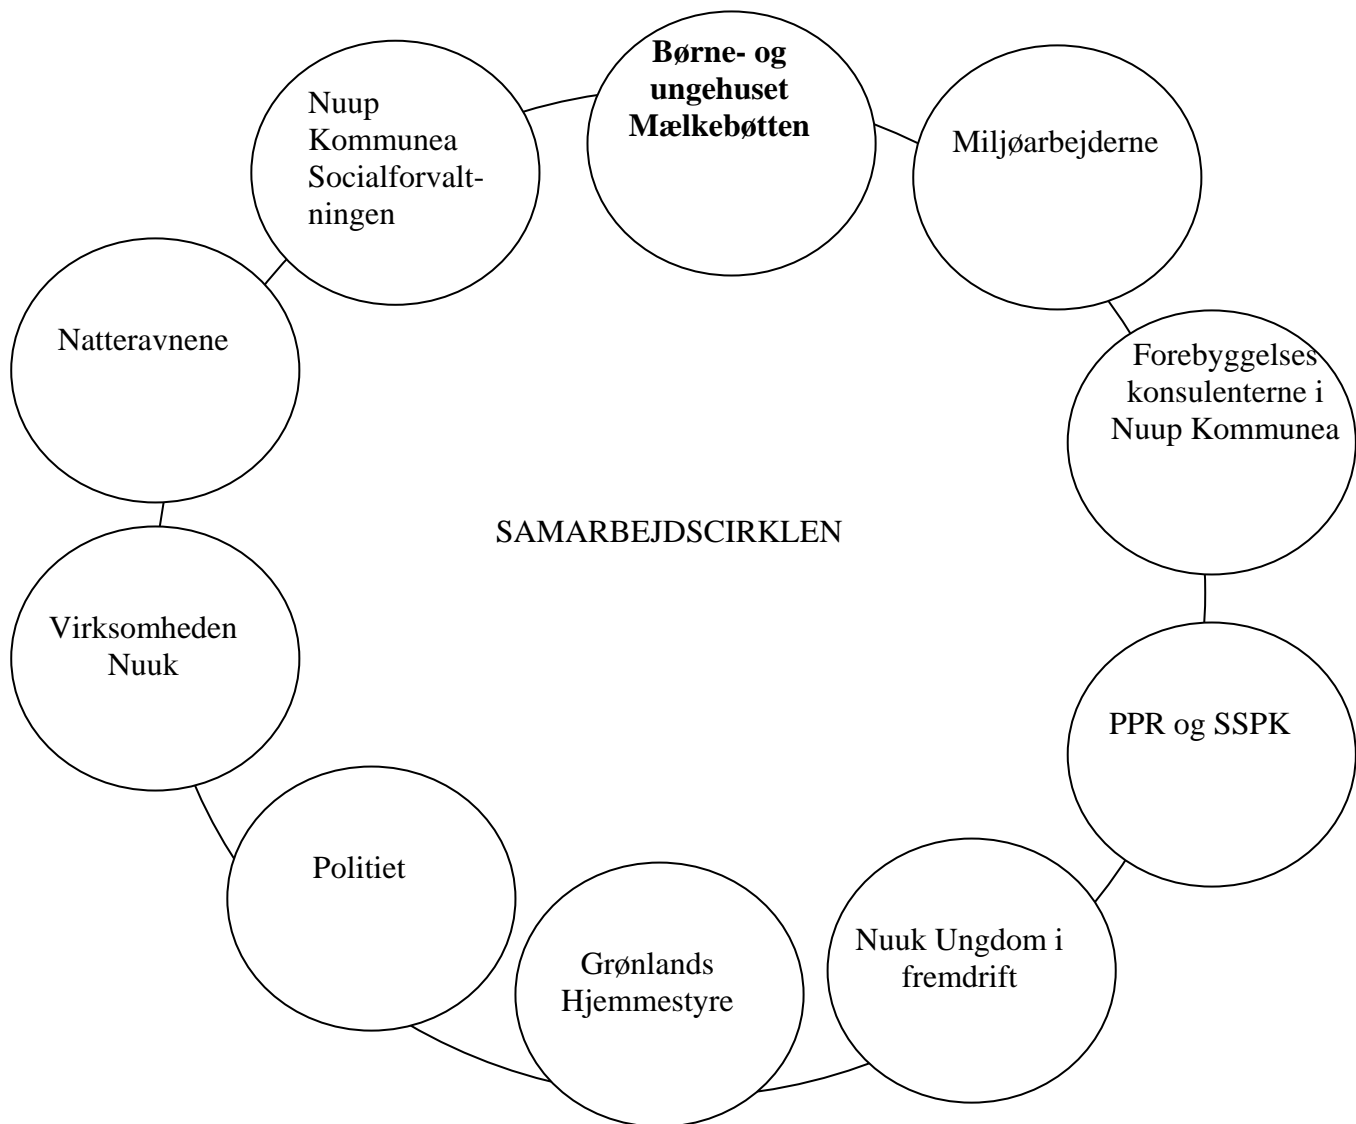 Børne- og
ungehuset
Mælkebøtten
Miljøarbejderne
Forebyggelses
konsulenterne i
Nuup Kommunea
PPR og SSPK
Nuuk Ungdom i
fremdrift
Grønlands
Hjemmestyre
Politiet
Virksomheden
Nuuk
Natteravnene
Nuup
Kommunea
Socialforvalt-
ningen
SAMARBEJDSCIRKLEN